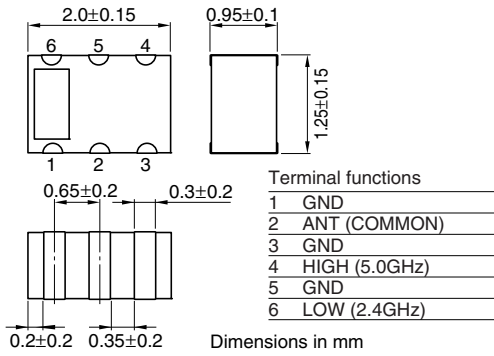 2.0±0.15
0.95±0.1
6 5 4
1.25±0.15
1 2 3
0.65±0.2
0.3±0.2
0.2±0.2
0.35±0.2
Terminal functions
1 GND
2 ANT (COMMON)
3 GND
4 HIGH (5.0GHz)
5 GND
6 LOW (2.4GHz)
Dimensions in mm